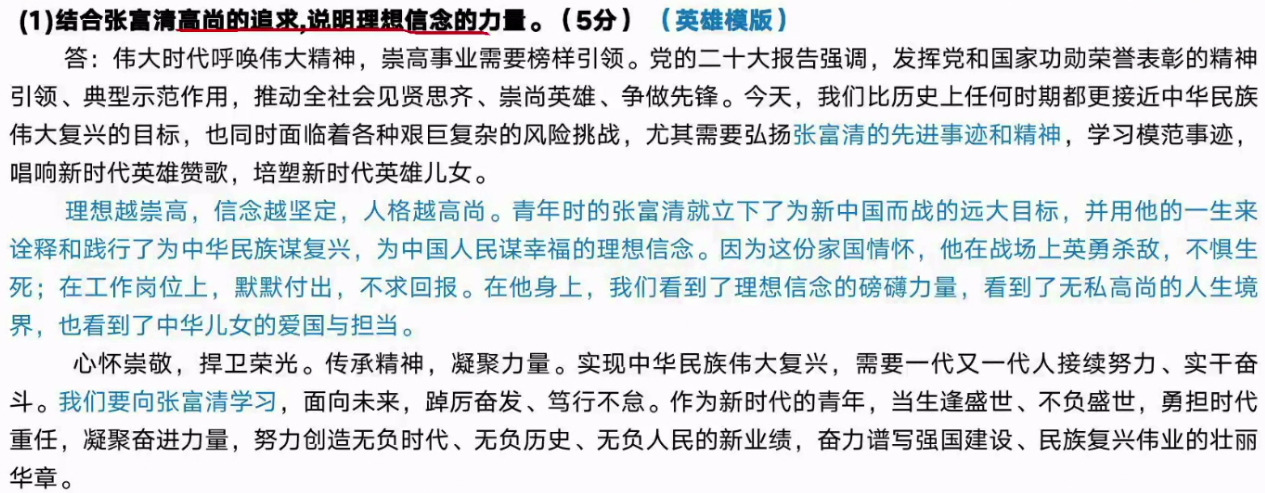 (1)结合张富清高尚的追求,说明理想信念的力量。（5分）（英雄模版）
答：伟大时代呼唤伟大精神，崇高事业需要榜样引领。党的二十大报告强调，发挥党和国家功勋荣誉表彰的精神
引领、典型示范作用，推动全社会见贤思齐、崇尚英雄、争做先锋。今天，我们比历史上任何时期都更接近中华民族
伟大复兴的目标，也同时面临着各种艰巨复杂的风险挑战，尤其需要弘扬张富清的先进事迹和精神，学习模范事迹，
唱响新时代英雄赞歌，培塑新时代英雄儿女。
理想越崇高，信念越坚定，人格越高尚。青年时的张富清就立下了为新中国而战的远大目标，并用他的一生来
诠释和践行了为中华民族谋复兴，为中国人民谋幸福的理想信念。因为这份家国情怀，他在战场上英勇杀敌，不惧生
死；在工作岗位上，默默付出，不求回报。在他身上，我们看到了理想信念的磅礴力量，看到了无私高尚的人生境
界，也看到了中华儿女的爱国与担当。
心怀崇敬，捍卫荣光。传承精神，凝聚力量。实现中华民族伟大复兴，需要一代又一代人接续努力、实干奋
斗。我们要向张富清学习，面向未来，踔厉奋发、笃行不怠。作为新时代的青年，当生逢盛世、不负盛世，勇担时代
重任，凝聚奋进力量，努力创造无负时代、无负历史、无负人民的新业绩，奋力谱写强国建设、民族复兴伟业的壮丽
华章。